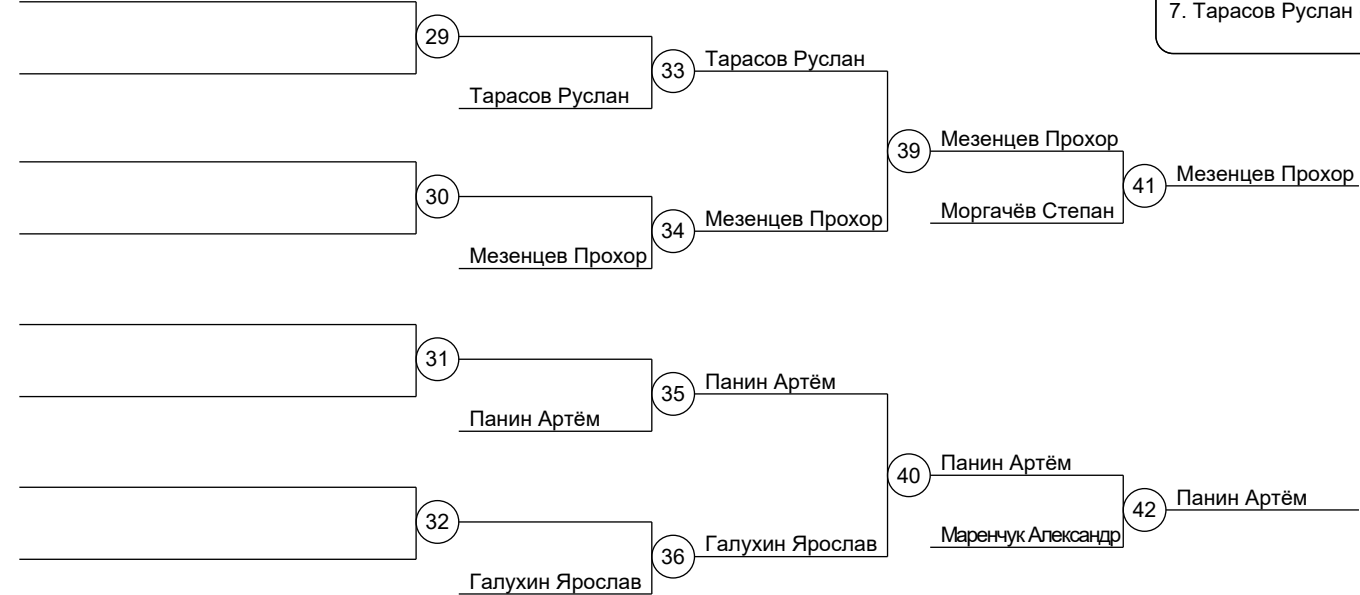 7. Тарасов Руслан
29
Тарасов Руслан
33
Тарасов Руслан
39
Мезенцев Прохор
41
Мезенцев Прохор
30
Моргачёв Степан
34
Мезенцев Прохор
Мезенцев Прохор
31
35
Панин Артём
Панин Артём
40
Панин Артём
42
Панин Артём
32
Маренчук Александр
36
Галухин Ярослав
Галухин Ярослав